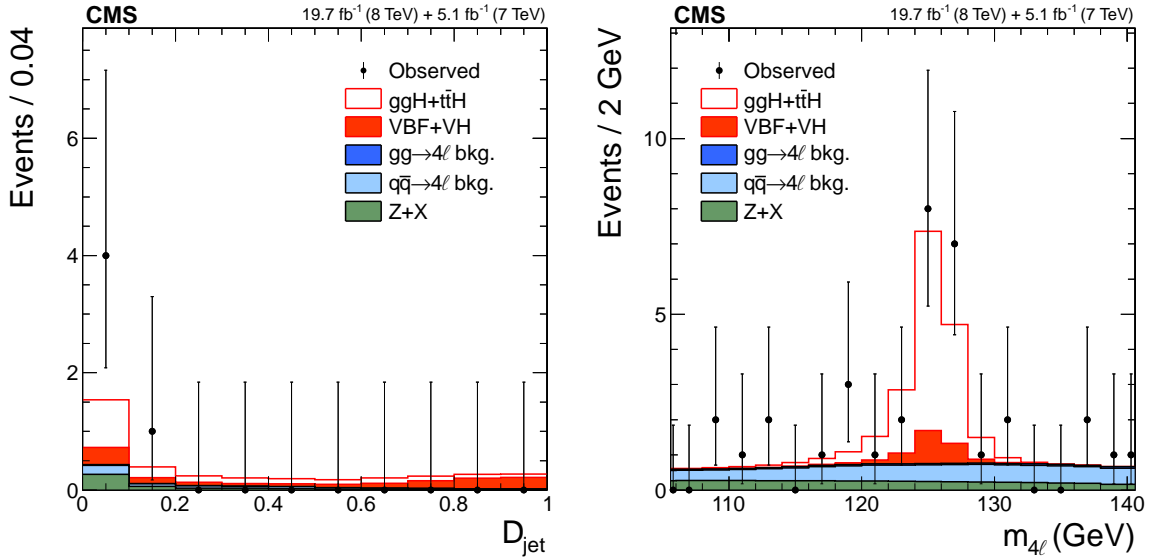 CMS 19.7 fb⁻¹ (8 TeV) + 5.1 fb⁻¹ (7 TeV)
Events / 0.04
Observed
ggH+tt̄H
VBF+VH
gg→4ℓ bkg.
qq̄→4ℓ bkg.
Z+X
6
4
2
0
0 0.2 0.4 0.6 0.8 1
D_jet
CMS 19.7 fb⁻¹ (8 TeV) + 5.1 fb⁻¹ (7 TeV)
Events / 2 GeV
Observed
ggH+tt̄H
VBF+VH
gg→4ℓ bkg.
qq̄→4ℓ bkg.
Z+X
10
5
0
110 120 130 140
m_4ℓ (GeV)